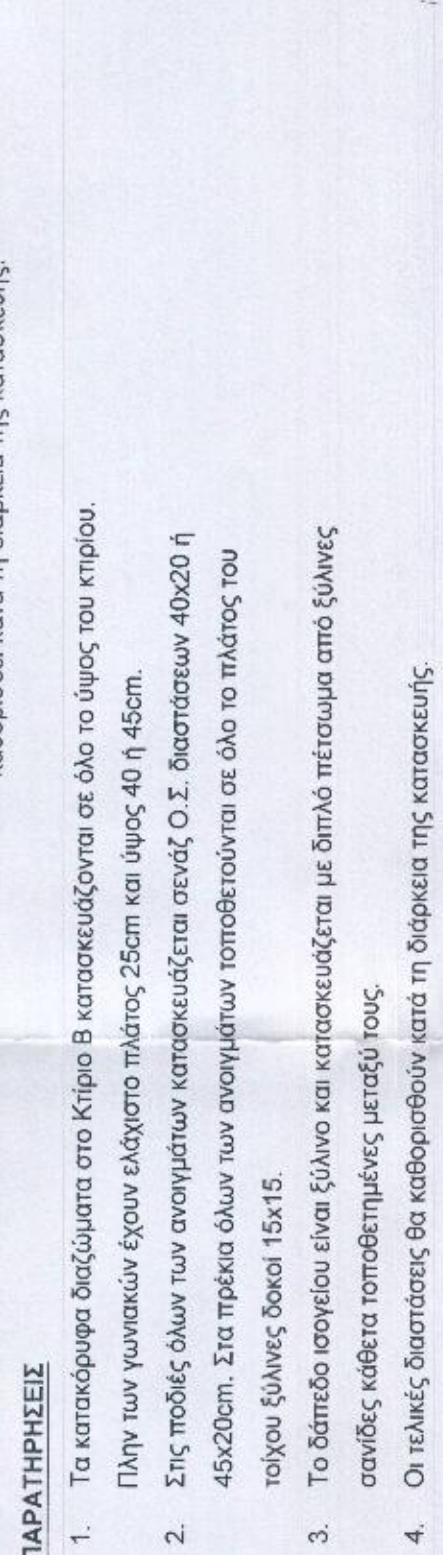 ΠΑΡΑΤΗΡΗΣΕΙΣ
1. Τα κατακόρυφα διαζώματα στο Κτίριο Β κατασκευάζονται σε όλο το ύψος του κτιρίου.
Πλην των γωνιακών έχουν ελάχιστο πλάτος 25cm και ύψος 40 ή 45cm.
2. Στις ποδιές όλων των ανοιγμάτων κατασκευάζεται σενάζ Ο.Σ. διαστάσεων 40x20 ή
45x20cm. Στα πρέκια όλων των ανοιγμάτων τοποθετούνται σε όλο το πλάτος του
τοίχου ξύλινες δοκοί 15x15.
3. Το δάπεδο ισογείου είναι ξύλινο και κατασκευάζεται με διπλό πέτσωμα από ξύλινες
σανίδες κάθετα τοποθετημένες μεταξύ τους.
4. Οι τελικές διαστάσεις θα καθορισθούν κατά τη διάρκεια της κατασκευής.